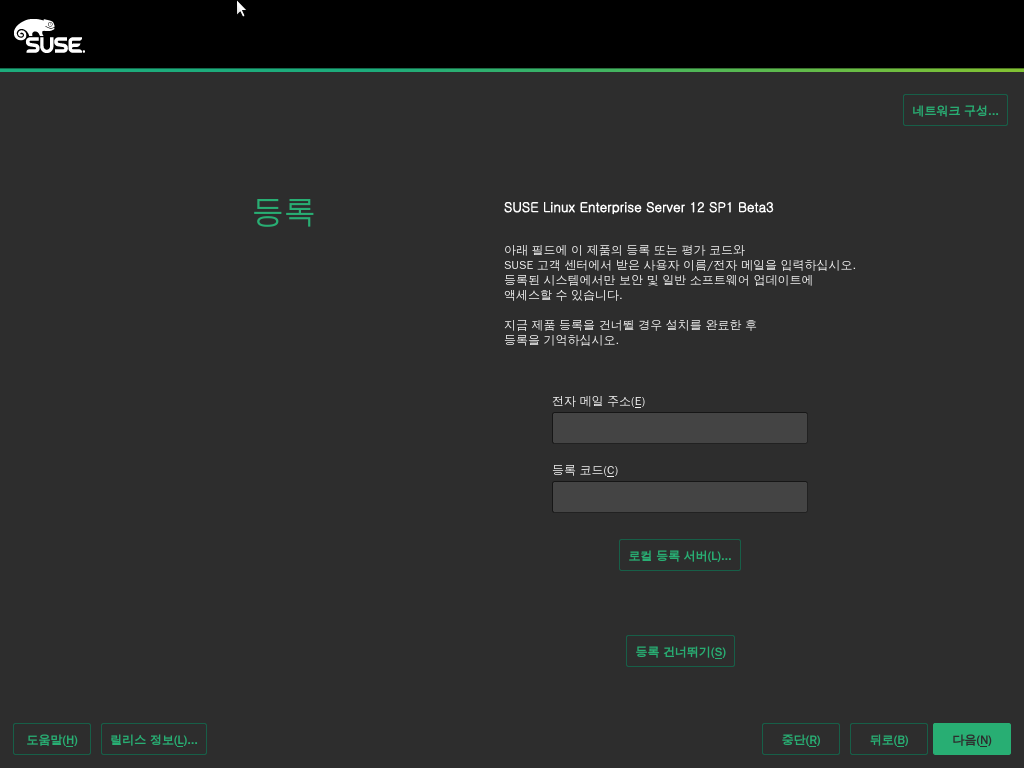 SUSE
네트워크 구성...
등록
SUSE Linux Enterprise Server 12 SP1 Beta3
아래 필드에 이 제품의 등록 또는 평가 코드와
SUSE 고객 센터에서 받은 사용자 이름/전자 메일을 입력하십시오.
등록된 시스템에서만 보안 및 일반 소프트웨어 업데이트에
액세스할 수 있습니다.
지금 제품 등록을 건너뛸 경우 설치를 완료한 후
등록을 기억하십시오.
전자 메일 주소(E)
등록 코드(C)
로컬 등록 서버(L)...
등록 건너뛰기(S)
도움말(H)
릴리스 정보(L)...
중단(R)
뒤로(B)
다음(N)